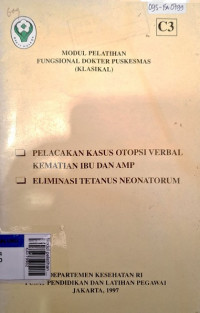 C3
MODUL PELATIHAN
FUNGSIONAL DOKTER PUSKESMAS
(KLASIKAL)
PELACAKAN KASUS OTOPSI VERBAL
KEMATIAN IBU DAN AMP
ELIMINASI TETANUS NEONATORUM
DEPARTEMEN KESEHATAN RI
PUSAT PENDIDIKAN DAN LATIHAN PEGAWAI
JAKARTA, 1997